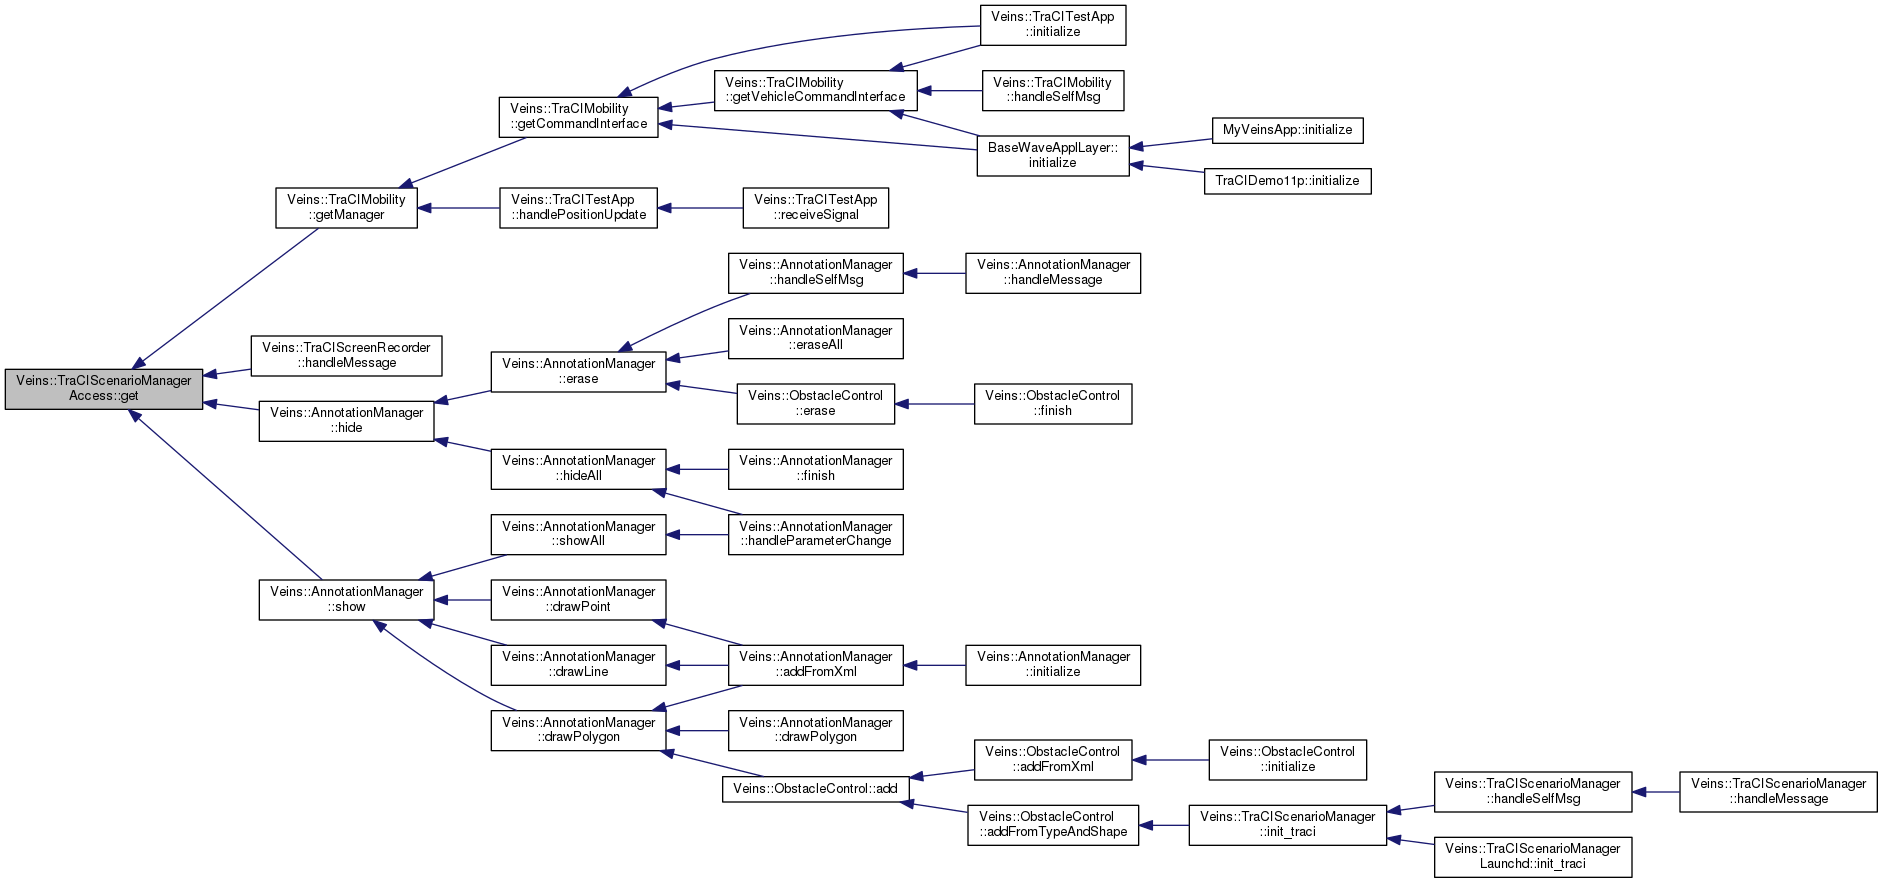 Veins::TraCITestApp
::initialize
Veins::TraCIMobility
::getVehicleCommandInterface
Veins::TraCIMobility
::handleSelfMsg
Veins::TraCIMobility
::getCommandInterface
MyVeinsApp::initialize
BaseWaveApplLayer::
initialize
TraCIDemo11p::initialize
Veins::TraCIMobility
::getManager
Veins::TraCITestApp
::handlePositionUpdate
Veins::TraCITestApp
::receiveSignal
Veins::AnnotationManager
::handleSelfMsg
Veins::AnnotationManager
::handleMessage
Veins::AnnotationManager
::eraseAll
Veins::TraCIScreenRecorder
::handleMessage
Veins::AnnotationManager
::erase
Veins::TraCIScenarioManager
Access::get
Veins::ObstacleControl
::erase
Veins::ObstacleControl
::finish
Veins::AnnotationManager
::hide
Veins::AnnotationManager
::hideAll
Veins::AnnotationManager
::finish
Veins::AnnotationManager
::showAll
Veins::AnnotationManager
::handleParameterChange
Veins::AnnotationManager
::show
Veins::AnnotationManager
::drawPoint
Veins::AnnotationManager
::drawLine
Veins::AnnotationManager
::addFromXml
Veins::AnnotationManager
::initialize
Veins::AnnotationManager
::drawPolygon
Veins::AnnotationManager
::drawPolygon
Veins::ObstacleControl::add
Veins::ObstacleControl
::addFromXml
Veins::ObstacleControl
::initialize
Veins::ObstacleControl
::addFromTypeAndShape
Veins::TraCIScenarioManager
::init_traci
Veins::TraCIScenarioManager
::handleSelfMsg
Veins::TraCIScenarioManager
::handleMessage
Veins::TraCIScenarioManager
Launchd::init_traci